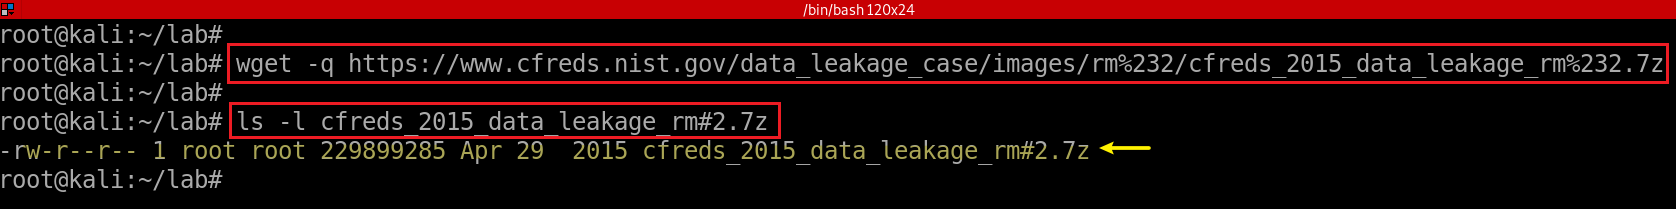 /bin/bash 120x24
root@kali:~/lab#
root@kali:~/lab# wget -q https://www.cfreds.nist.gov/data_leakage_case/images/rm%232/cfreds_2015_data_leakage_rm%232.7z
root@kali:~/lab#
root@kali:~/lab# ls -l cfreds_2015_data_leakage_rm#2.7z
-rw-r--r-- 1 root root 229899285 Apr 29  2015 cfreds_2015_data_leakage_rm#2.7z
root@kali:~/lab#